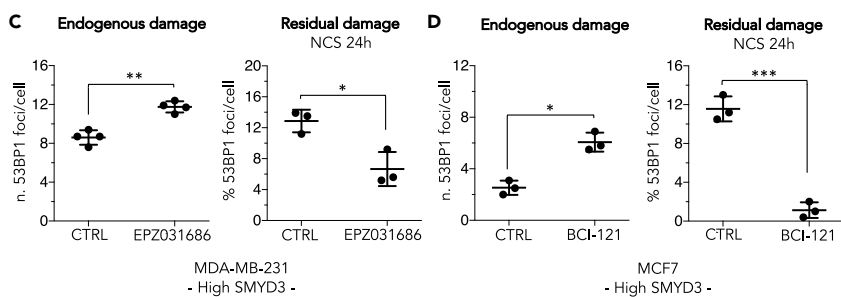 C
Endogenous damage
n. 53BP1 foci/cell
16
12
8
4
0
**
CTRL
EPZ031686
Residual damage
NCS 24h
% 53BP1 foci/cell
20
16
12
8
4
0
*
CTRL
EPZ031686
MDA-MB-231
- High SMYD3 -
D
Endogenous damage
n. 53BP1 foci/cell
12
10
8
6
4
2
0
*
CTRL
BCI-121
Residual damage
NCS 24h
% 53BP1 foci/cell
16
12
8
4
0
***
CTRL
BCI-121
MCF7
- High SMYD3 -